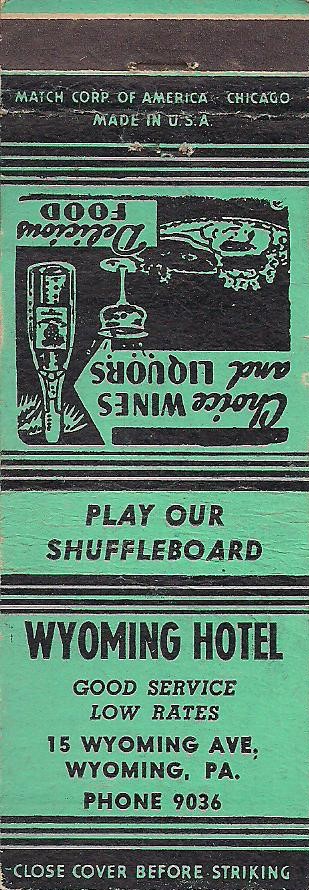 MATCH CORP. OF AMERICA - CHICAGO
MADE IN U.S.A.
Choice WINES
and LIQUORS
Delicious
FOOD
PLAY OUR
SHUFFLEBOARD
WYOMING HOTEL
GOOD SERVICE
LOW RATES
15 WYOMING AVE.
WYOMING, PA.
PHONE 9036
CLOSE COVER BEFORE STRIKING